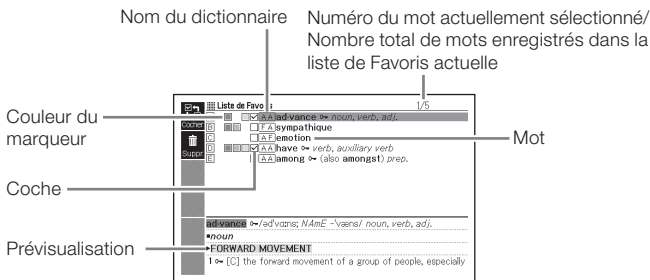 Nom du dictionnaire
Numéro du mot actuellement sélectionné/
Nombre total de mots enregistrés dans la
liste de Favoris actuelle
Liste de Favoris 1/5
Couleur du
marqueur
Cocher
Suppr
AA ad·vance noun, verb, adj.
B FA sympathique
C AF emotion
D AA have verb, auxiliary verb
E AA among (also amongst) prep.
Mot
Coche
ad·vance /ədˈvɑːns; NAmE -ˈvæns/ noun, verb, adj.
■noun
Prévisualisation
▸FORWARD MOVEMENT
1 [C] the forward movement of a group of people, especially